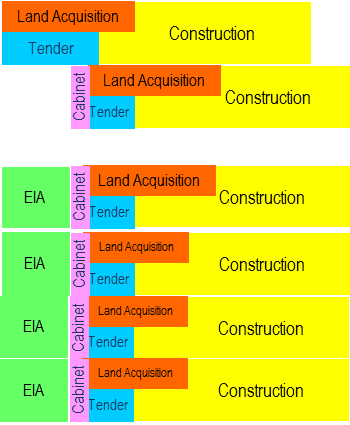 Land Acquisition
Construction
Tender
Cabinet
Land Acquisition
Construction
Tender
EIA
Cabinet
Land Acquisition
Construction
Tender
EIA
Cabinet
Land Acquisition
Construction
Tender
EIA
Cabinet
Land Acquisition
Construction
Tender
EIA
Cabinet
Land Acquisition
Construction
Tender